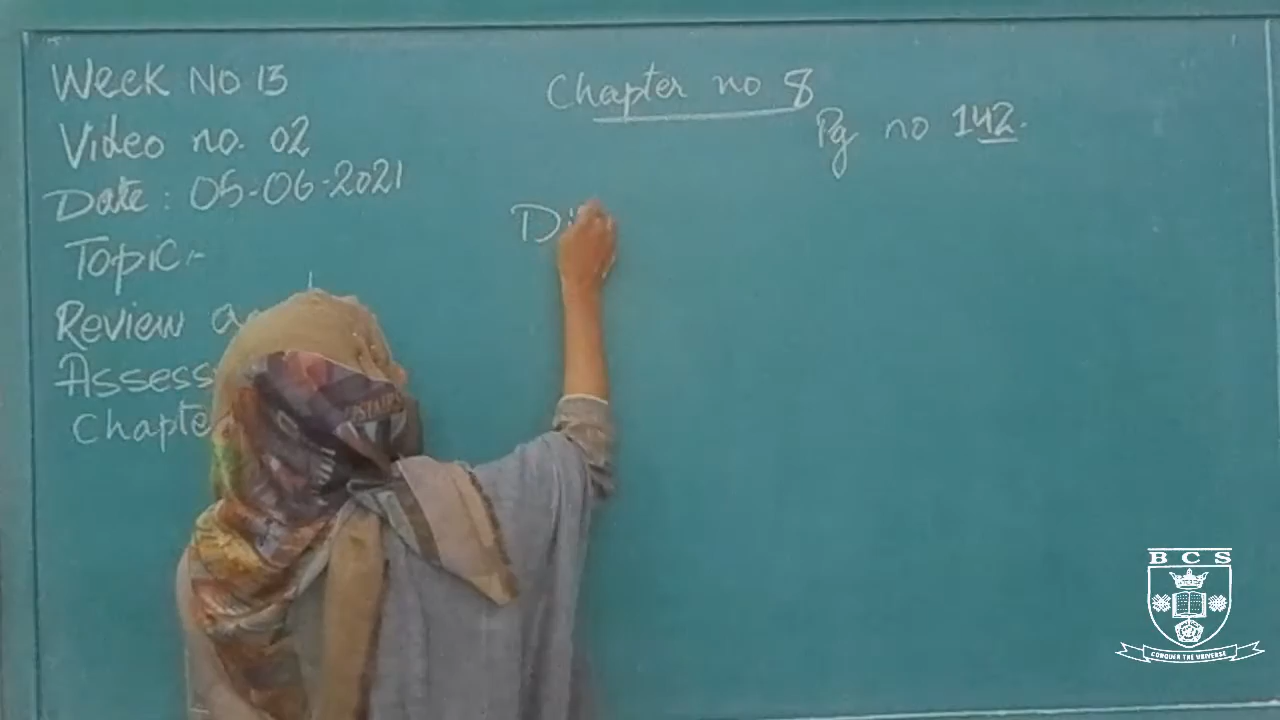 Week No 13
Video no. 02
Date : 05-06-2021
Topic :-
Review
Assess
Chapte
Chapter no 8
Pg no 142.
Di
BCS
CONQUER THE UNIVERSE